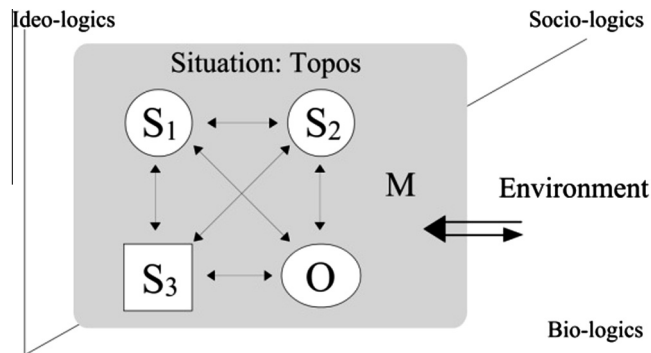 Ideo-logics
Socio-logics
Situation: Topos
S₁
S₂
M
Environment
S₃
O
Bio-logics